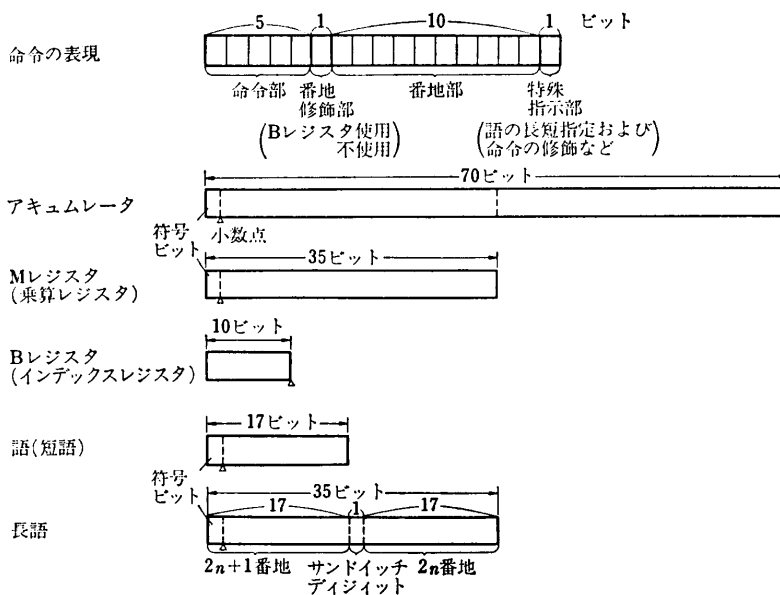 5 1 10 1 ビット
命令の表現
命令部 番地修飾部 番地部 特殊指示部
(Bレジスタ使用不使用) (語の長短指定および命令の修飾など)
70ビット
アキュムレータ
符号ビット 小数点
35ビット
Mレジスタ
(乗算レジスタ)
10ビット
Bレジスタ
(インデックスレジスタ)
17ビット
語(短語)
符号ビット
35ビット
17 1 17
長語
2n+1番地 サンドイッチディジィット 2n番地